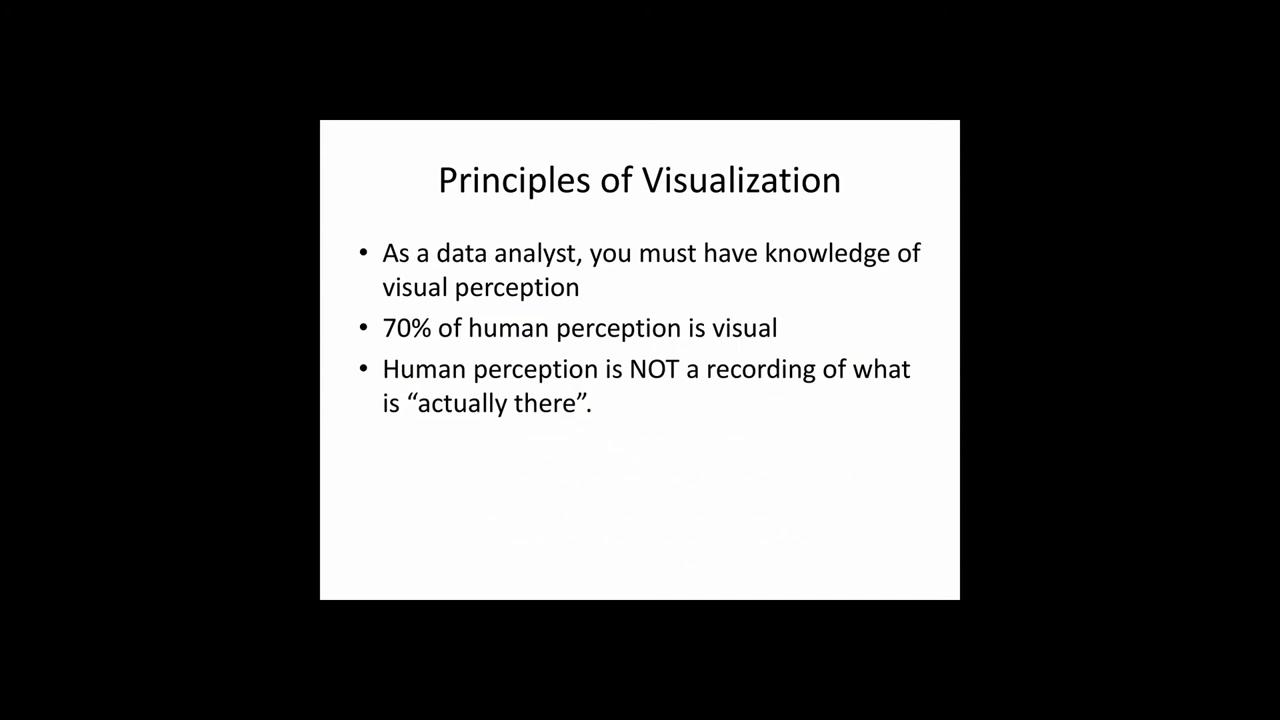 Principles of Visualization
• As a data analyst, you must have knowledge of
visual perception
• 70% of human perception is visual
• Human perception is NOT a recording of what
is “actually there”.